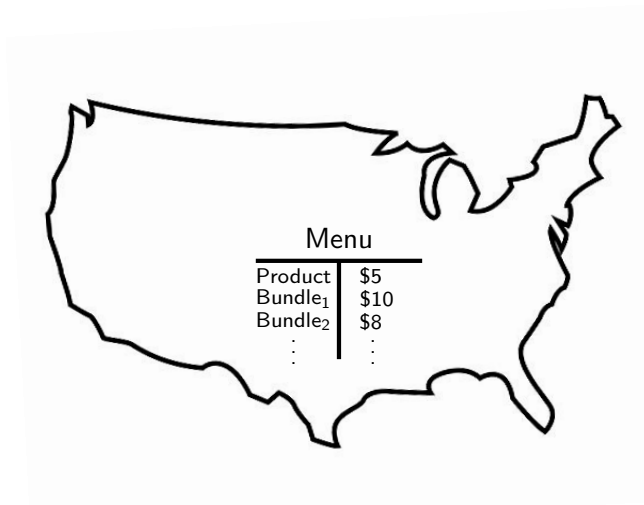 Menu
Product $5
Bundle₁ $10
Bundle₂ $8
⋮ ⋮